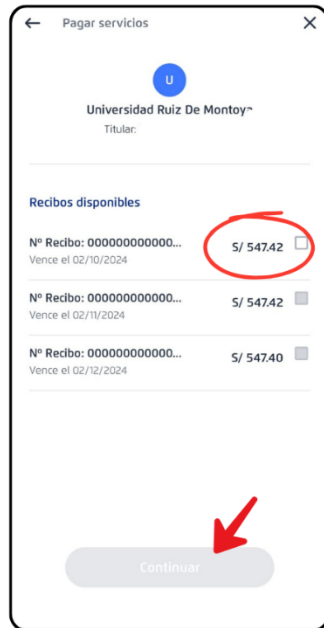 Pagar servicios
U
Universidad Ruiz De Montoy
Titular:
Recibos disponibles
Nº Recibo: 000000000000...
S/ 547.42
Vence el 02/10/2024
Nº Recibo: 000000000000...
S/ 547.42
Vence el 02/11/2024
Nº Recibo: 000000000000...
S/ 547.40
Vence el 02/12/2024
Continuar